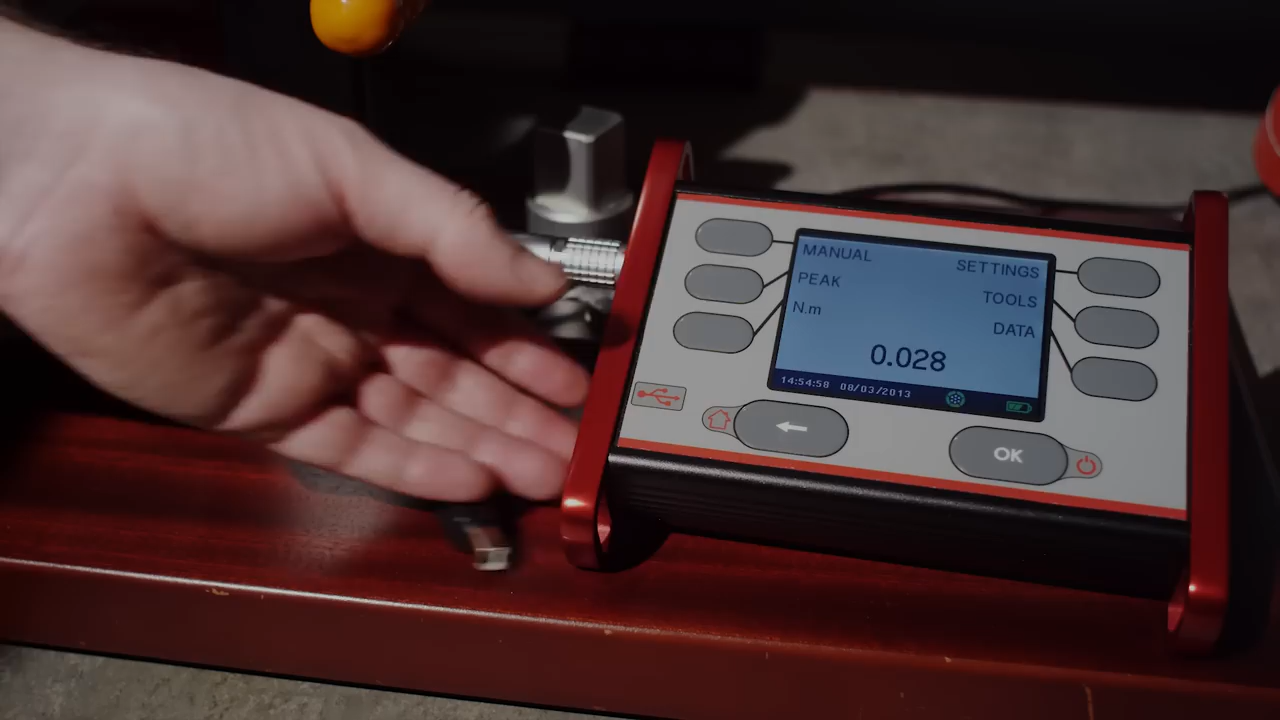 MANUAL
SETTINGS
PEAK
TOOLS
N.m
DATA
0.028
14:54:58 08/03/2013
OK